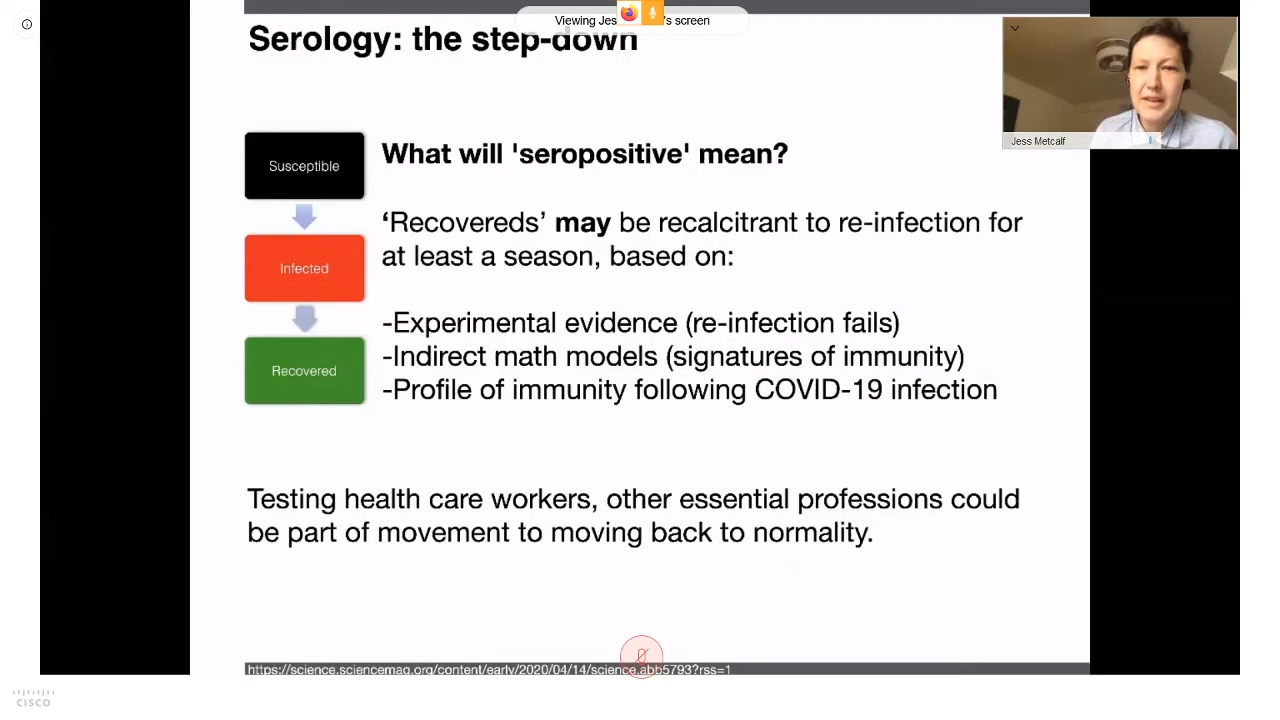 Viewing Jes 's screen
Serology: the step-down
Jess Metcalf
Susceptible
What will 'seropositive' mean?
‘Recovereds’ may be recalcitrant to re-infection for
at least a season, based on:
Infected
-Experimental evidence (re-infection fails)
-Indirect math models (signatures of immunity)
-Profile of immunity following COVID-19 infection
Recovered
Testing health care workers, other essential professions could
be part of movement to moving back to normality.
https://science.sciencemag.org/content/early/2020/04/14/science.abb5793?rss=1
CISCO